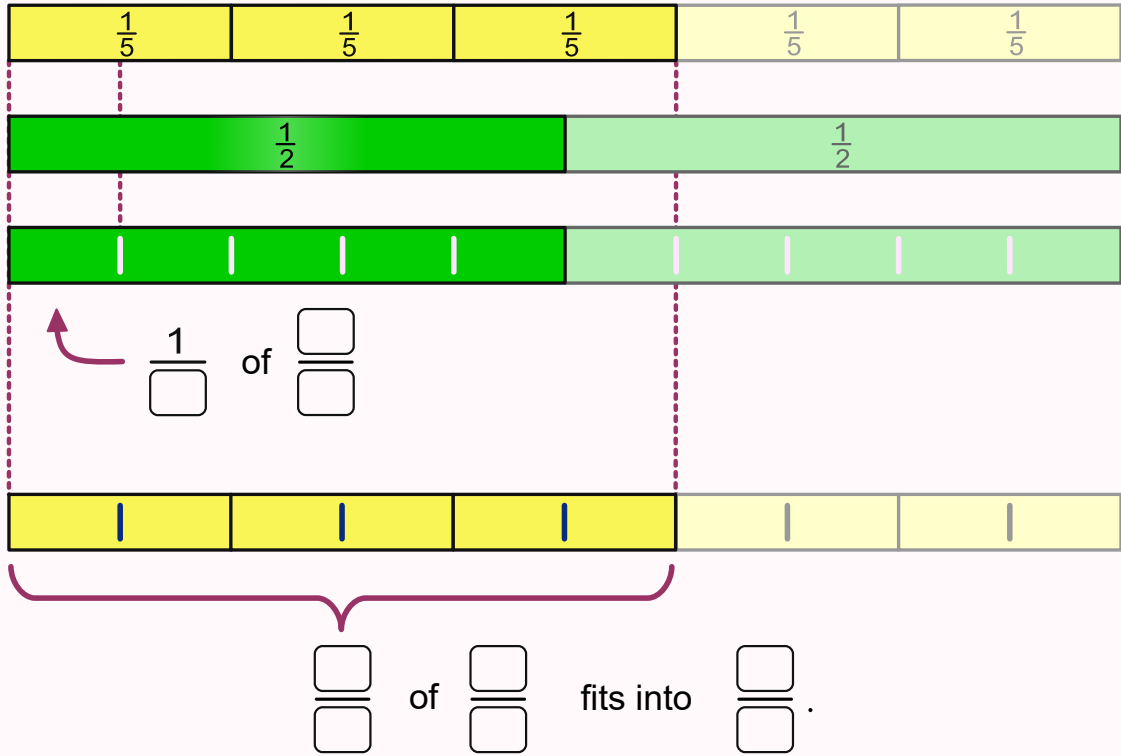 1/5 1/5 1/5 1/5 1/5
1/2 1/2
1/□ of □/□
□/□ of □/□ fits into □/□ .